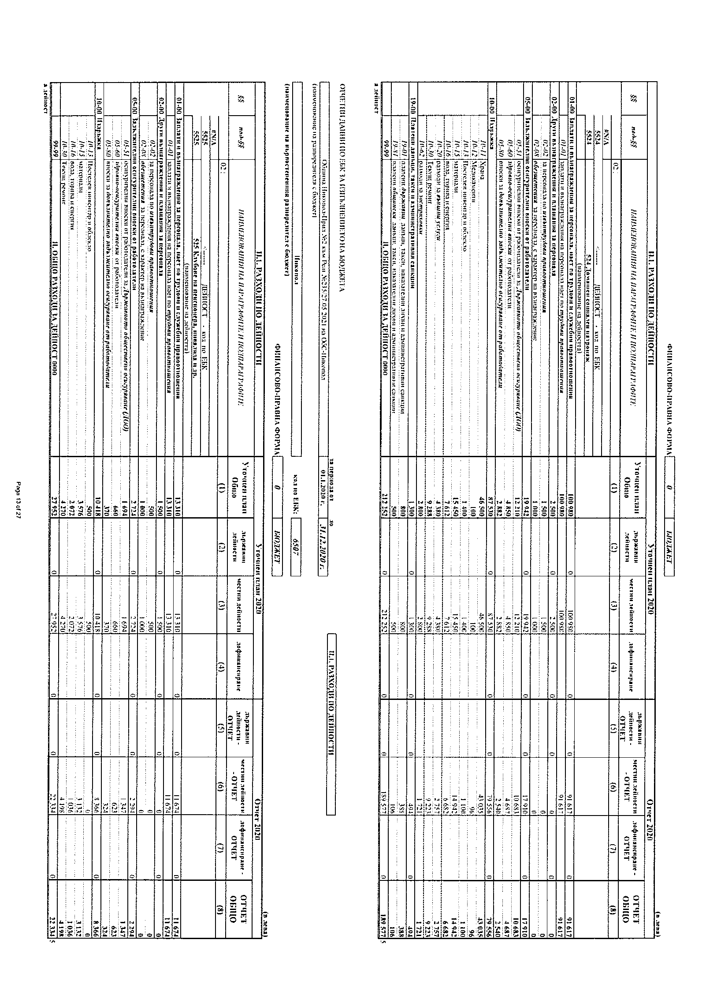 ФИНАНСОВО-ПРАВНА ФОРМА 0 БЮДЖЕТ
(в лева)
II.1. РАЗХОДИ ПО ДЕЙНОСТИ Уточнен план 2020 Отчет 2020
§§ под-§§ НАИМЕНОВАНИЯ НА ПАРАГРАФИТЕ И ПОДПАРАГРАФИТЕ Уточнен план Общо държавни дейности местни дейности дофинансиране държавни дейности - ОТЧЕТ местни дейности - ОТЧЕТ дофинансиране - ОТЧЕТ ОТЧЕТ ОБЩО
02 : (1) (2) (3) (4) (5) (6) (7) (8)
#N/A
5524 <----- ДЕЙНОСТ - код по ЕБК
5524 524 Домашен социален патронаж
(наименование на дейността)
01-00 Заплати и възнаграждения за персонала, нает по трудови и служебни правоотношения 100 980 0 100 980 0 0 91 617 0 91 617
01-01 заплати и възнаграждения на персонала нает по трудови правоотношения 100 980 100 980 91 617 91 617
02-00 Други възнаграждения и плащания за персонала 2 500 0 2 500 0 0 0 0 0
02-02 за персонала по извънтрудови правоотношения 1 500 1 500 0 0
02-08 обезщетения за персонала, с характер на възнаграждение 1 000 1 000 0 0
05-00 Задължителни осигурителни вноски от работодатели 19 942 0 19 942 0 0 17 910 0 17 910
05-51 осигурителни вноски от работодатели за Държавното обществено осигуряване (ДОО) 12 210 12 210 10 683 10 683
05-60 здравно-осигурителни вноски от работодатели 4 850 4 850 4 687 4 687
05-80 вноски за допълнително задължително осигуряване от работодатели 2 882 2 882 2 540 2 540
10-00 Издръжка 87 530 0 87 530 0 0 79 556 0 79 556
10-11 Храна 46 500 46 500 43 035 43 035
10-12 Медикаменти 100 100 96 96
10-13 Постелен инвентар и облекло 1 400 1 400 1 100 1 100
10-15 материали 15 450 15 450 14 942 14 942
10-16 вода, горива и енергия 7 612 7 612 6 682 6 682
10-20 разходи за външни услуги 4 380 4 380 2 757 2 757
10-30 Текущ ремонт 9 288 9 288 9 223 9 223
10-62 разходи за застраховки 2 800 2 800 1 721 1 721
19-00 Платени данъци, такси и административни санкции 1 300 0 1 300 0 0 494 0 494
19-01 платени държавни данъци, такси, наказателни лихви и административни санкции 800 800 388 388
19-81 платени общински данъци, такси, наказателни лихви и административни санкции 500 500 106 106
99-99 II. ОБЩО РАЗХОДИ ЗА ДЕЙНОСТ 0000 212 252 0 212 252 0 0 189 577 0 189 577
а дейност
ОТЧЕТНИ ДАННИ ПО ЕБК ЗА ИЗПЪЛНЕНИЕТО НА БЮДЖЕТА
за периода от до
II.1. РАЗХОДИ ПО ДЕЙНОСТИ
Община Никопол-Прил.№2 към Реш.№235/27.05.2021 на ОбС-Никопол 01.1.2020 г. 31.12.2020 г.
(наименование на разпоредителя с бюджет)
Никопол код по ЕБК: 6507
(наименование на първостепенния разпоредител с бюджет)
ФИНАНСОВО-ПРАВНА ФОРМА 0 БЮДЖЕТ
(в лева)
II.1. РАЗХОДИ ПО ДЕЙНОСТИ Уточнен план 2020 Отчет 2020
§§ под-§§ НАИМЕНОВАНИЯ НА ПАРАГРАФИТЕ И ПОДПАРАГРАФИТЕ Уточнен план Общо държавни дейности местни дейности дофинансиране държавни дейности - ОТЧЕТ местни дейности - ОТЧЕТ дофинансиране - ОТЧЕТ ОТЧЕТ ОБЩО
02 : (1) (2) (3) (4) (5) (6) (7) (8)
#N/A
5525 <----- ДЕЙНОСТ - код по ЕБК
5525 525 Клубове на пенсионера, инвалида и др.
(наименование на дейността)
01-00 Заплати и възнаграждения за персонала, нает по трудови и служебни правоотношения 13 310 0 13 310 0 0 11 674 0 11 674
01-01 заплати и възнаграждения на персонала нает по трудови правоотношения 13 310 13 310 11 674 11 674
02-00 Други възнаграждения и плащания за персонала 1 500 0 1 500 0 0 0 0 0
02-02 за персонала по извънтрудови правоотношения 500 500 0 0
02-08 обезщетения за персонала, с характер на възнаграждение 1 000 1 000 0 0
05-00 Задължителни осигурителни вноски от работодатели 2 724 0 2 724 0 0 2 294 0 2 294
05-51 осигурителни вноски от работодатели за Държавното обществено осигуряване (ДОО) 1 694 1 694 1 347 1 347
05-60 здравно-осигурителни вноски от работодатели 660 660 623 623
05-80 вноски за допълнително задължително осигуряване от работодатели 370 370 324 324
10-00 Издръжка 10 418 0 10 418 0 0 8 366 0 8 366
10-13 Постелен инвентар и облекло 500 500 0 0
10-15 материали 3 576 3 576 3 132 3 132
10-16 вода, горива и енергия 2 072 2 072 1 036 1 036
10-30 Текущ ремонт 4 270 4 270 4 198 4 198
99-99 II. ОБЩО РАЗХОДИ ЗА ДЕЙНОСТ 0000 27 952 0 27 952 0 0 22 334 0 22 334
а дейност
Page 13 of 27